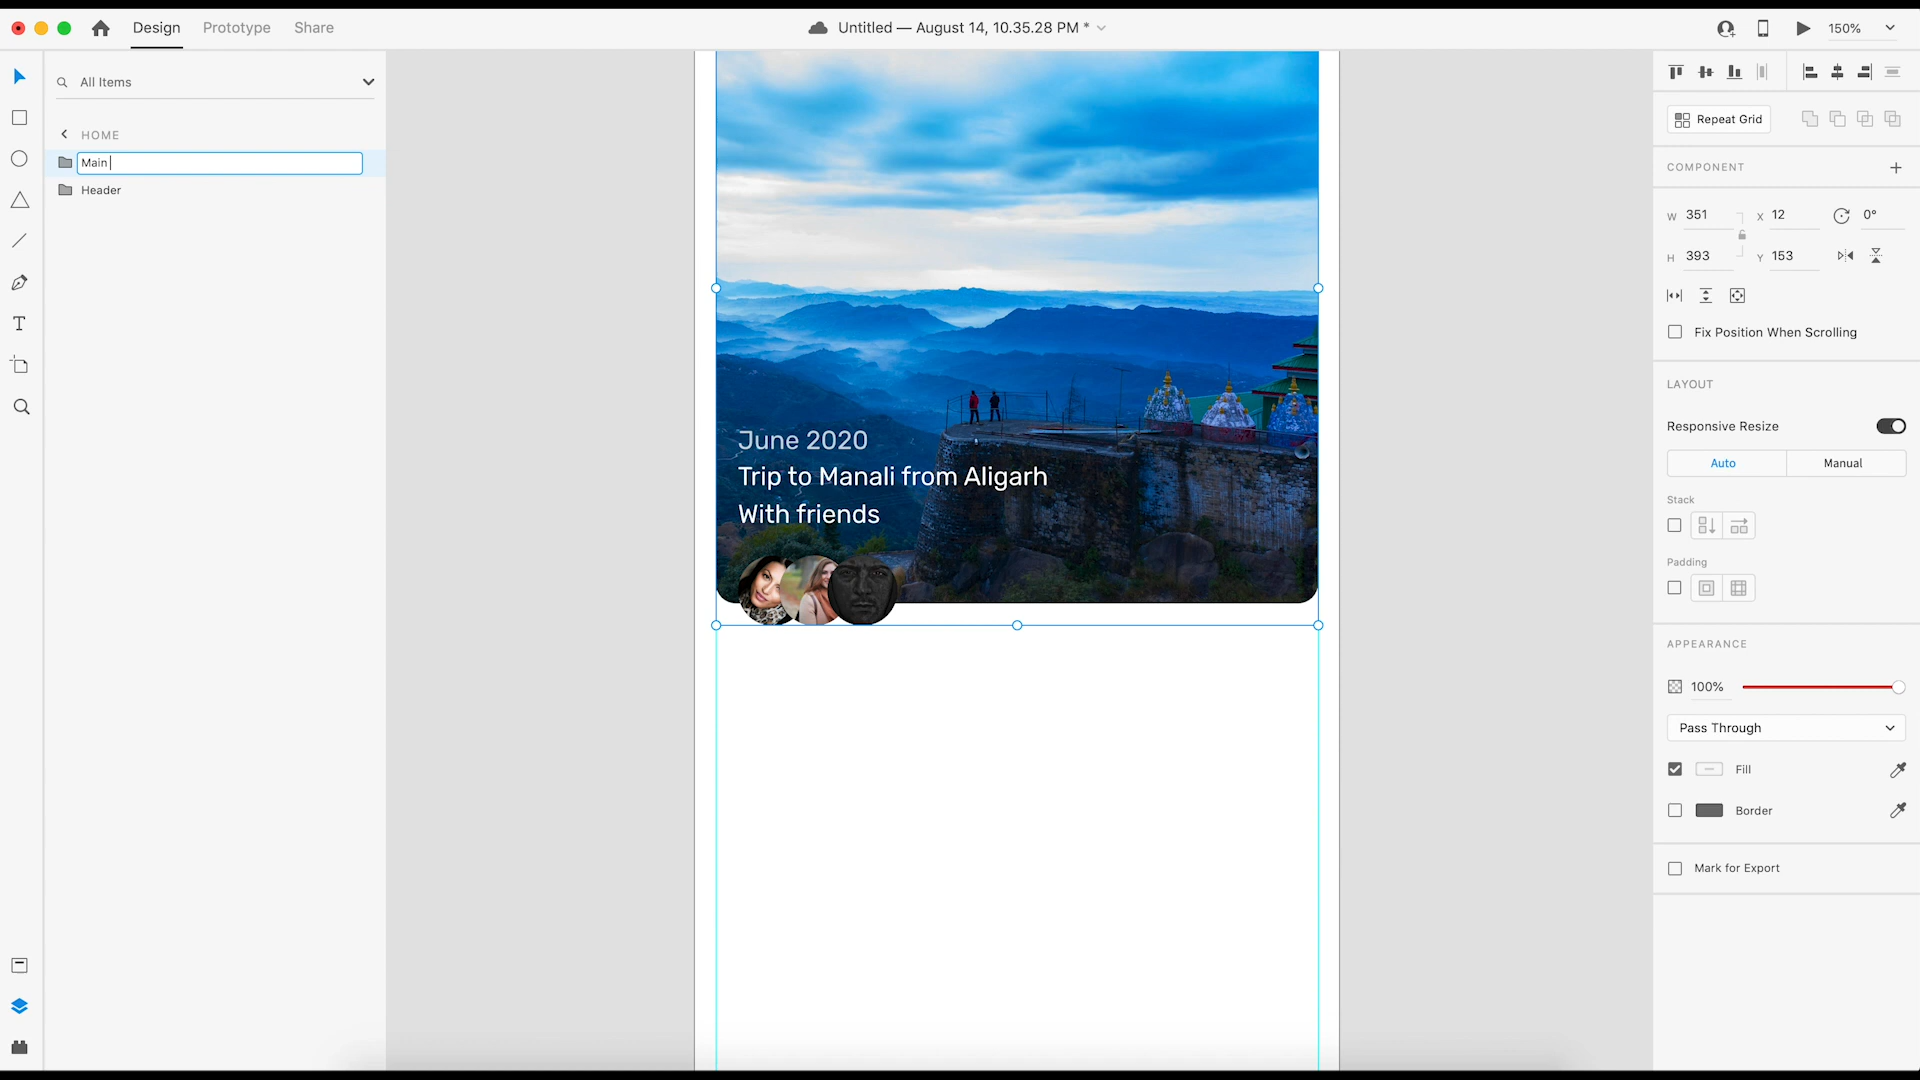 Design Prototype Share
Untitled — August 14, 10.35.28 PM *
150%
All Items
HOME
Main
Header
June 2020
Trip to Manali from Aligarh
With friends
Repeat Grid
COMPONENT
W 351 X 12 0°
H 393 Y 153
Fix Position When Scrolling
LAYOUT
Responsive Resize
Auto Manual
Stack
Padding
APPEARANCE
100%
Pass Through
Fill
Border
Mark for Export